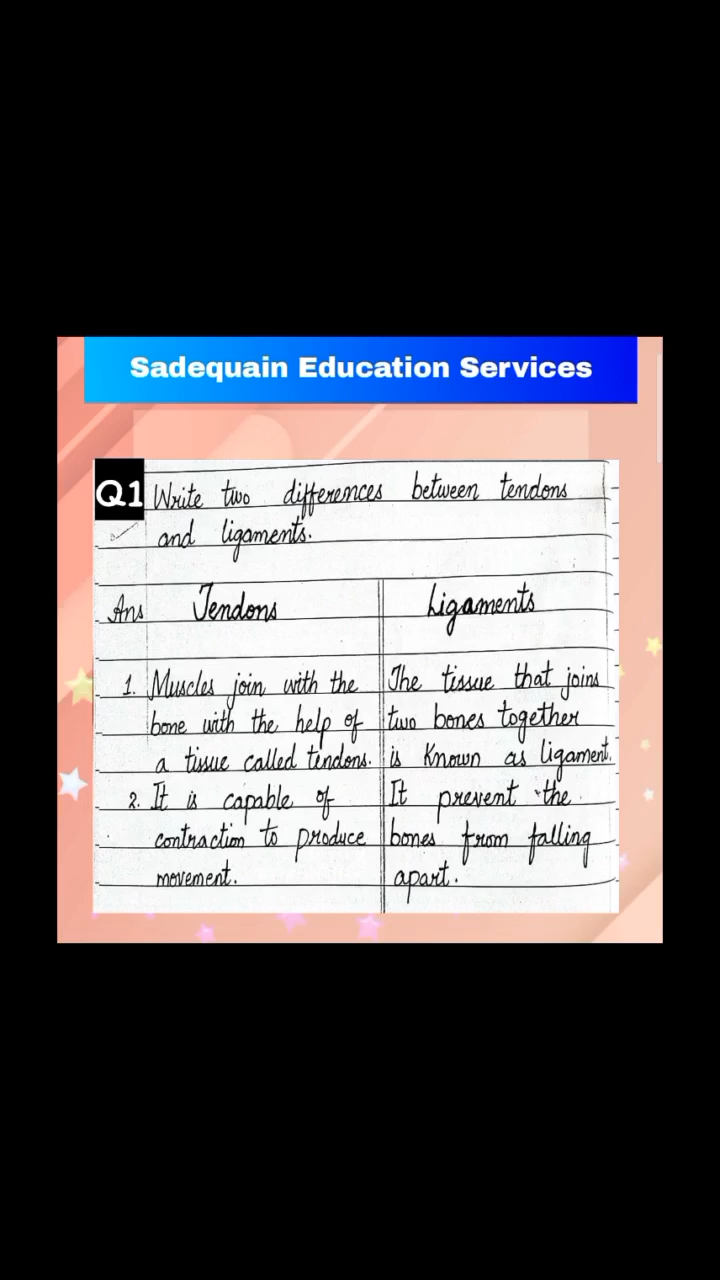 Sadequain Education Services
Q1 Write two differences between tendons
and ligaments.
Ans Tendons Ligaments
1. Muscles join with the The tissue that joins
bone with the help of two bones together
a tissue called tendons. is Known as ligament.
2. It is capable of It prevent the
contraction to produce bones from falling
movement. apart.